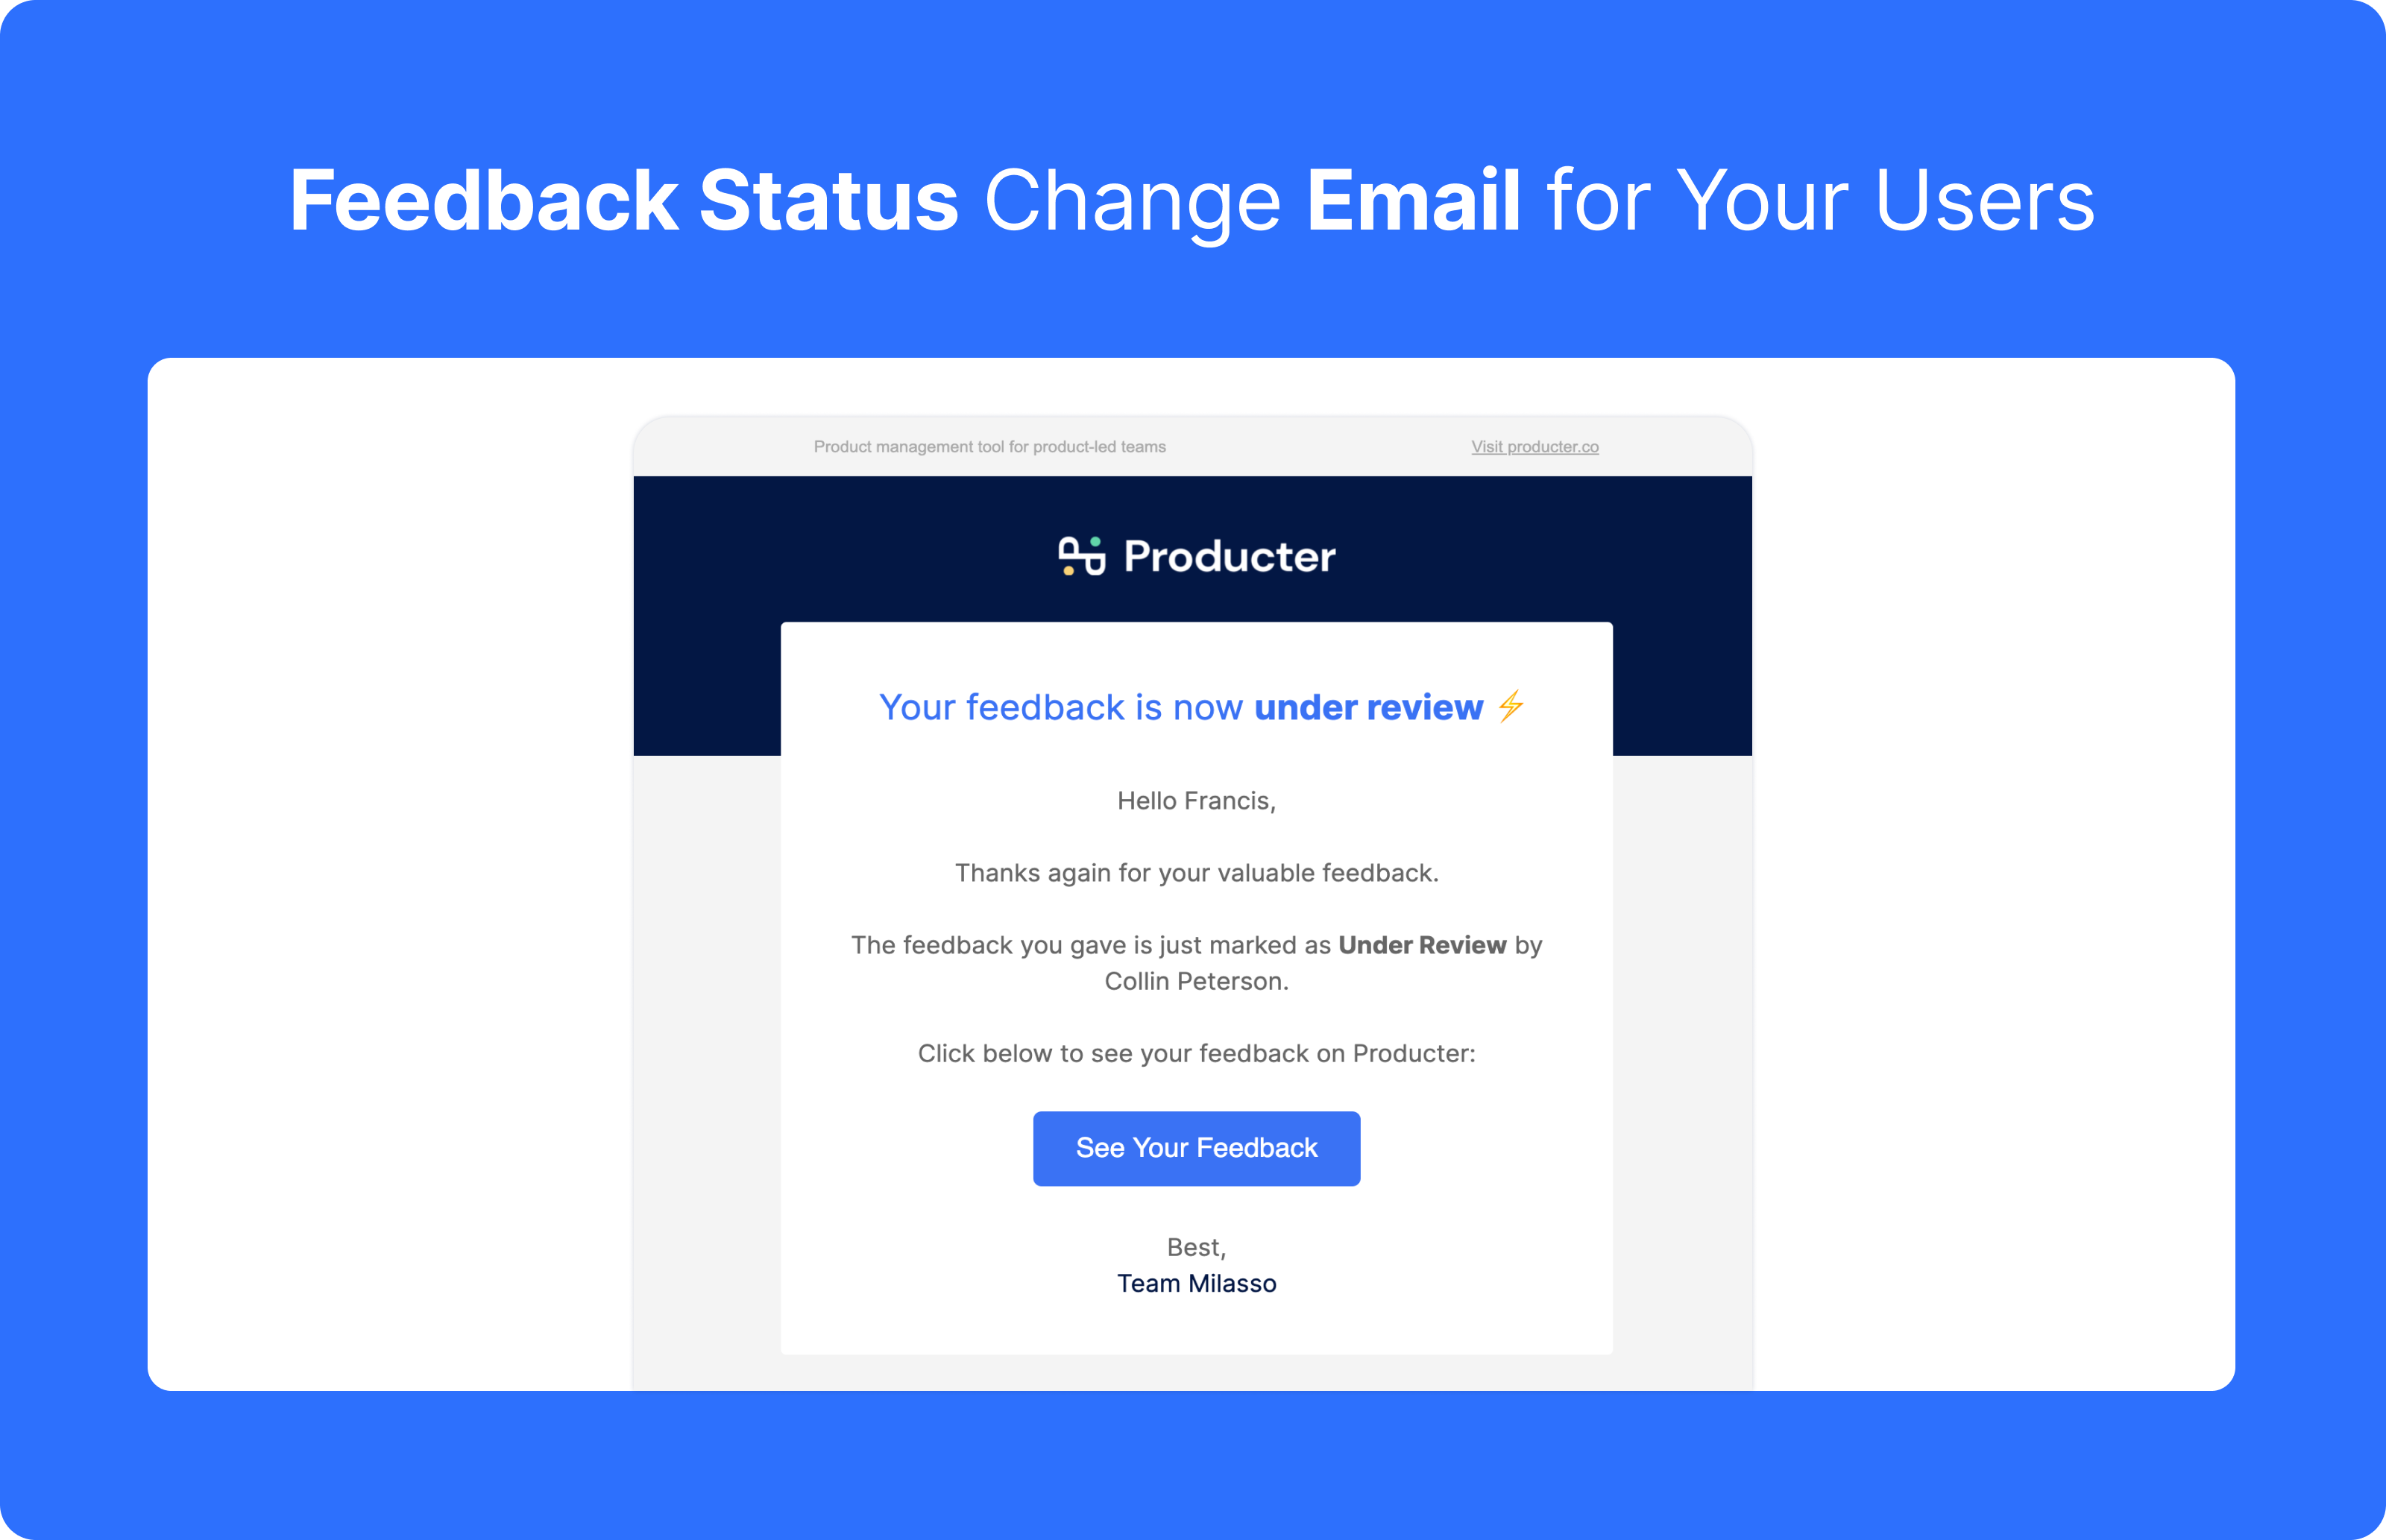 Feedback Status Change Email for Your Users
Product management tool for product-led teams
Visit producter.co
Producter
Your feedback is now under review ⚡
Hello Francis,
Thanks again for your valuable feedback.
The feedback you gave is just marked as Under Review by
Collin Peterson.
Click below to see your feedback on Producter:
See Your Feedback
Best,
Team Milasso